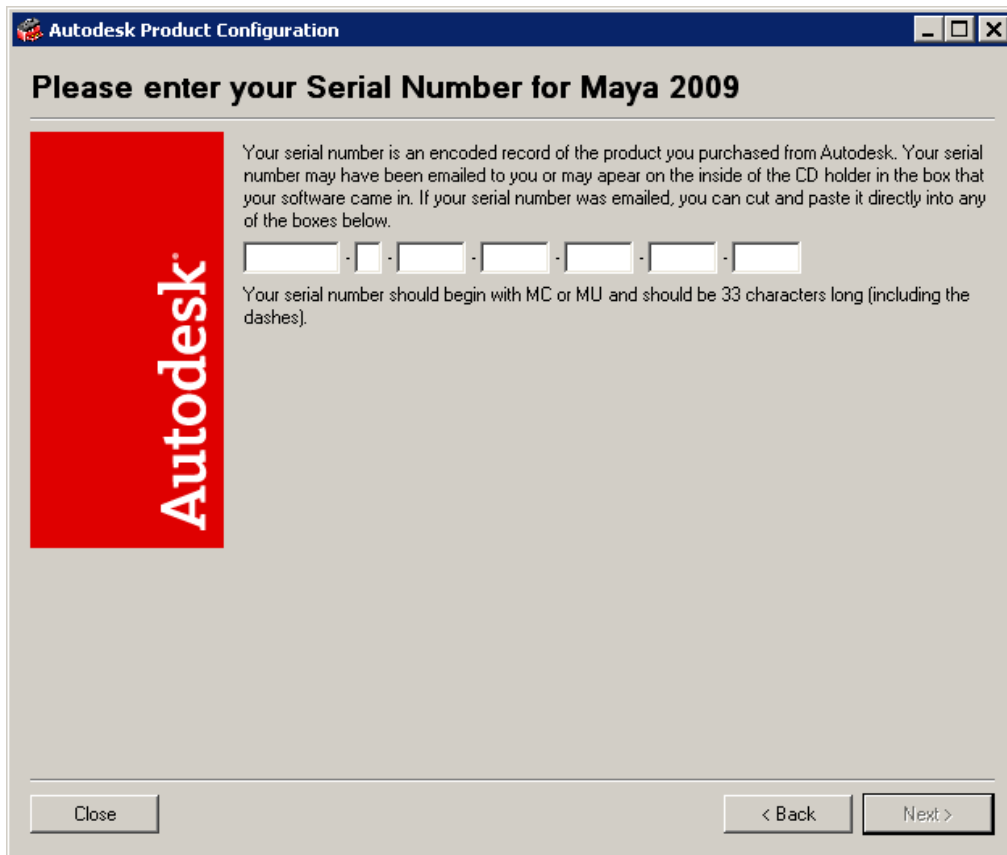 Autodesk Product Configuration
Please enter your Serial Number for Maya 2009
Your serial number is an encoded record of the product you purchased from Autodesk. Your serial
number may have been emailed to you or may apear on the inside of the CD holder in the box that
your software came in. If your serial number was emailed, you can cut and paste it directly into any
of the boxes below.
- - - - - -
Your serial number should begin with MC or MU and should be 33 characters long (including the
dashes).
Autodesk
Close
< Back
Next >